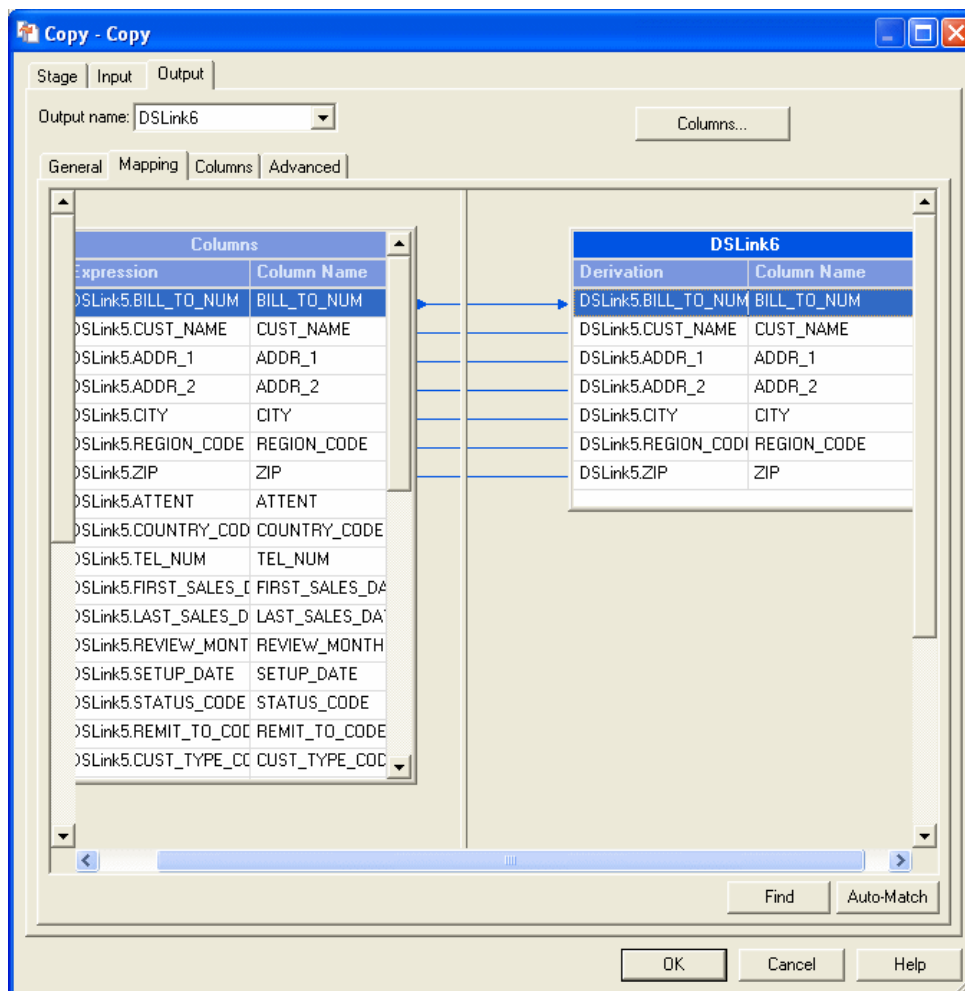 Copy - Copy
Stage Input Output
Output name: DSLink6 Columns...
General Mapping Columns Advanced
Columns
Expression Column Name
DSLink5.BILL_TO_NUM BILL_TO_NUM
DSLink5.CUST_NAME CUST_NAME
DSLink5.ADDR_1 ADDR_1
DSLink5.ADDR_2 ADDR_2
DSLink5.CITY CITY
DSLink5.REGION_CODE REGION_CODE
DSLink5.ZIP ZIP
DSLink5.ATTENT ATTENT
DSLink5.COUNTRY_COD COUNTRY_CODE
DSLink5.TEL_NUM TEL_NUM
DSLink5.FIRST_SALES_D FIRST_SALES_DA
DSLink5.LAST_SALES_D LAST_SALES_DA
DSLink5.REVIEW_MONT REVIEW_MONTH
DSLink5.SETUP_DATE SETUP_DATE
DSLink5.STATUS_CODE STATUS_CODE
DSLink5.REMIT_TO_COD REMIT_TO_CODE
DSLink5.CUST_TYPE_CO CUST_TYPE_COD
DSLink6
Derivation Column Name
DSLink5.BILL_TO_NUM BILL_TO_NUM
DSLink5.CUST_NAME CUST_NAME
DSLink5.ADDR_1 ADDR_1
DSLink5.ADDR_2 ADDR_2
DSLink5.CITY CITY
DSLink5.REGION_COD REGION_CODE
DSLink5.ZIP ZIP
Find Auto-Match
OK Cancel Help